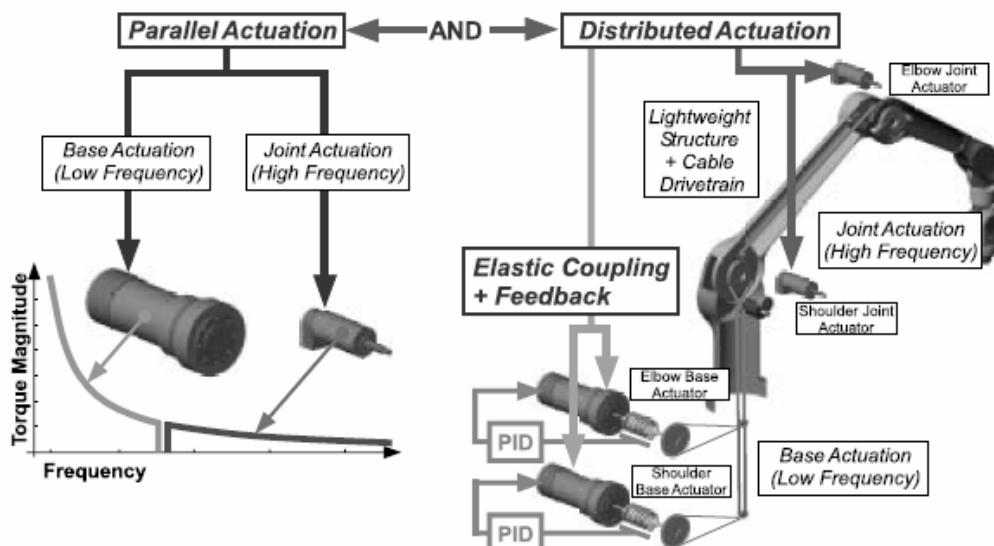 Parallel Actuation
AND
Distributed Actuation
Elbow Joint
Actuator
Base Actuation
(Low Frequency)
Joint Actuation
(High Frequency)
Lightweight
Structure
+ Cable
Drivetrain
Joint Actuation
(High Frequency)
Elastic Coupling
+ Feedback
Shoulder Joint
Actuator
Torque Magnitude
Frequency
Elbow Base
Actuator
PID
Base Actuation
(Low Frequency)
Shoulder
Base Actuator
PID